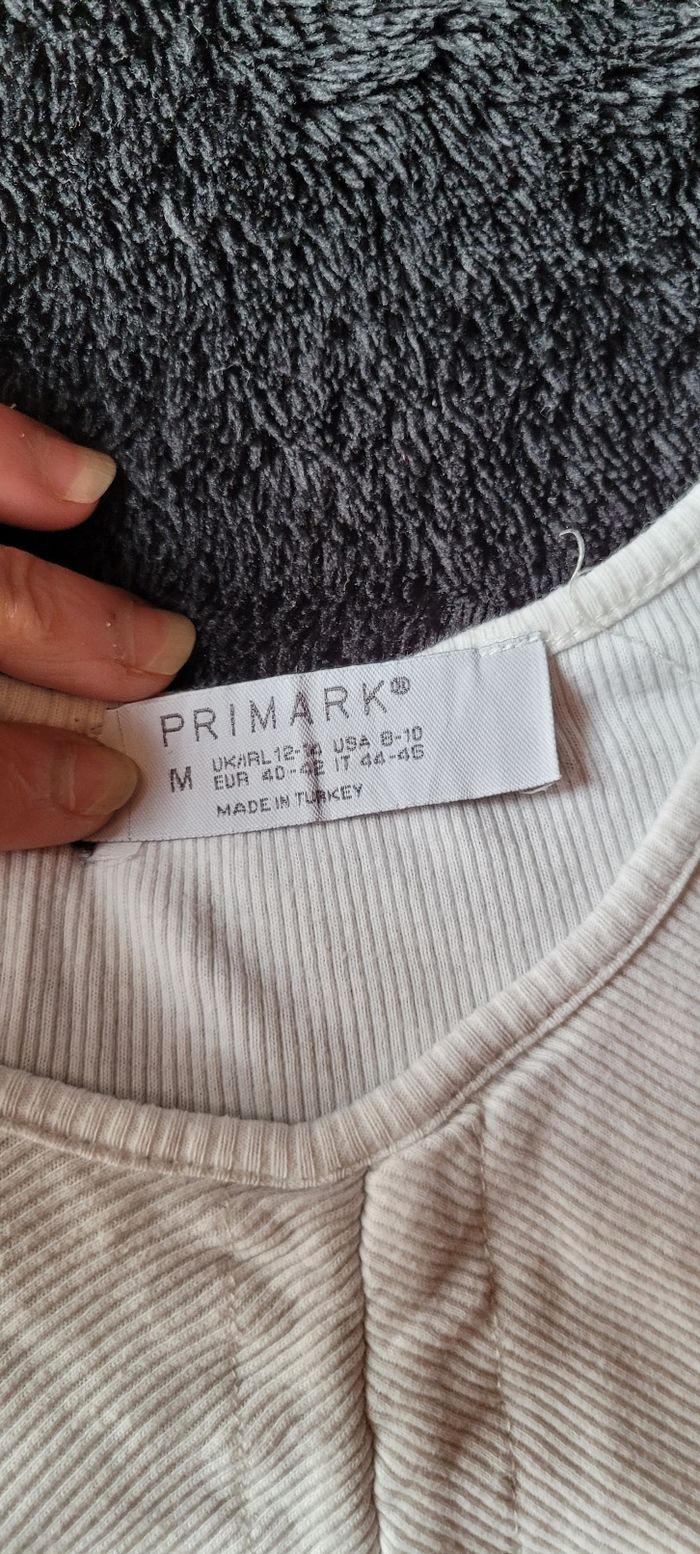 PRIMARK®
M
UK/IRL 12-14 USA 8-10
EUR 40-42 IT 44-46
MADE IN TURKEY